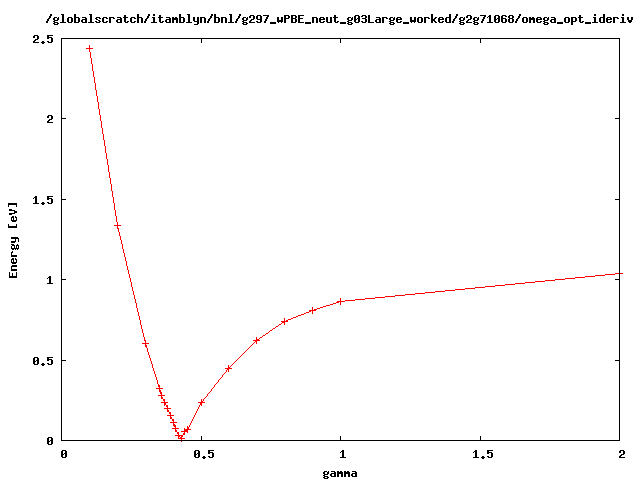 /globalscratch/itamblyn/bnl/g297_wPBE_neut_g03Large_worked/g2g71068/omega_opt_ideriv
2.5
2
1.5
1
0.5
0
Energy [eV]
0 0.5 1 1.5 2
gamma